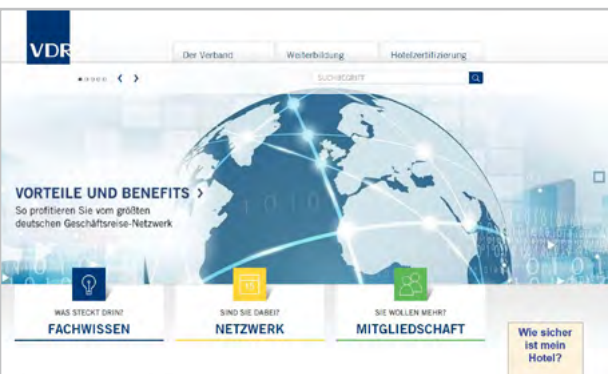 VDR
Der Verband
Weiterbildung
Hotelzertifizierung
SUCHBEGRIFF
VORTEILE UND BENEFITS >
So profitieren Sie vom größten
deutschen Geschäftsreise-Netzwerk
WAS STECKT DRIN?
FACHWISSEN
SIND SIE DABEI?
NETZWERK
SIE WOLLEN MEHR?
MITGLIEDSCHAFT
Wie sicher
ist mein
Hotel?